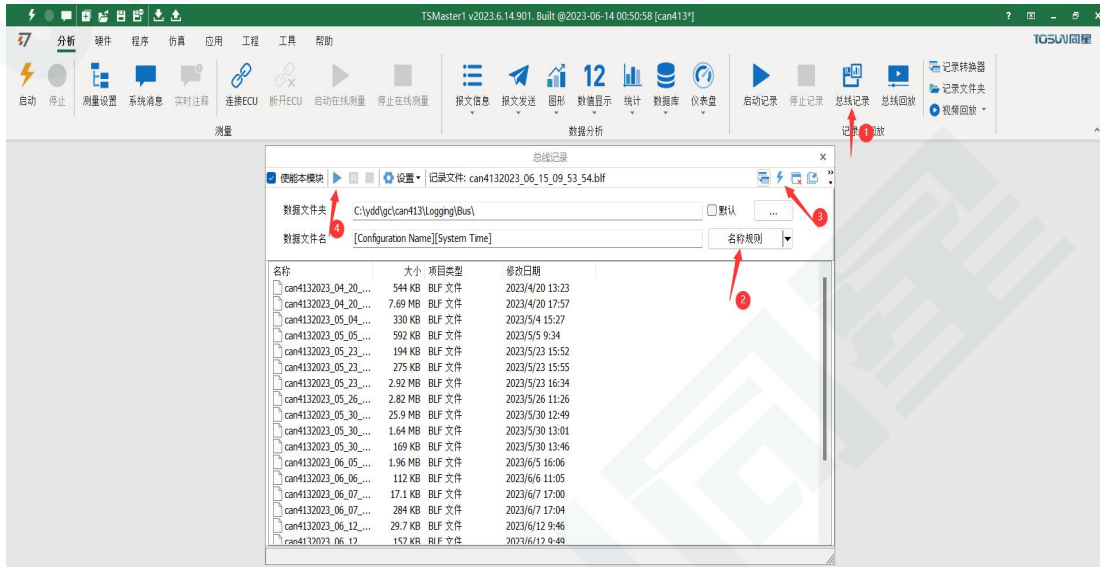 TSMaster1 v2023.6.14.901. Built @2023-06-14 00:50:58 [can413*]
分析 硬件 程序 仿真 应用 工程 工具 帮助
TOSUN同星
启动 停止 测量设置 系统消息 实时注释 连接ECU 断开ECU 启动在线测量 停止在线测量 报文信息 报文发送 图形 数值显示 统计 数据库 仪表盘 启动记录 停止记录 总线记录 总线回放
12
记录转换器
记录文件夹
视频回放
测量 数据分析
1
总线记录
使能本模块 设置 记录文件: can4132023_06_15_09_53_54.blf
数据文件夹 C:\ydd\gc\can413\Logging\Bus\ 默认 ...
3
4
数据文件名 [Configuration Name][System Time] 名称规则
2
名称 大小 项目类型 修改日期
can4132023_04_20_... 544 KB BLF 文件 2023/4/20 13:23
can4132023_04_20_... 7.69 MB BLF 文件 2023/4/20 17:57
can4132023_05_04_... 330 KB BLF 文件 2023/5/4 15:27
can4132023_05_05_... 592 KB BLF 文件 2023/5/5 9:34
can4132023_05_23_... 194 KB BLF 文件 2023/5/23 15:52
can4132023_05_23_... 275 KB BLF 文件 2023/5/23 15:55
can4132023_05_23_... 2.92 MB BLF 文件 2023/5/23 16:34
can4132023_05_26_... 2.82 MB BLF 文件 2023/5/26 11:26
can4132023_05_30_... 25.9 MB BLF 文件 2023/5/30 12:49
can4132023_05_30_... 1.64 MB BLF 文件 2023/5/30 13:01
can4132023_05_30_... 169 KB BLF 文件 2023/5/30 13:46
can4132023_06_05_... 1.96 MB BLF 文件 2023/6/5 16:06
can4132023_06_06_... 112 KB BLF 文件 2023/6/6 11:05
can4132023_06_07_... 17.1 KB BLF 文件 2023/6/7 17:00
can4132023_06_07_... 284 KB BLF 文件 2023/6/7 17:04
can4132023_06_12_... 29.7 KB BLF 文件 2023/6/12 9:46
can4132023_06_12_... 157 KB BLF 文件 2023/6/12 9:49